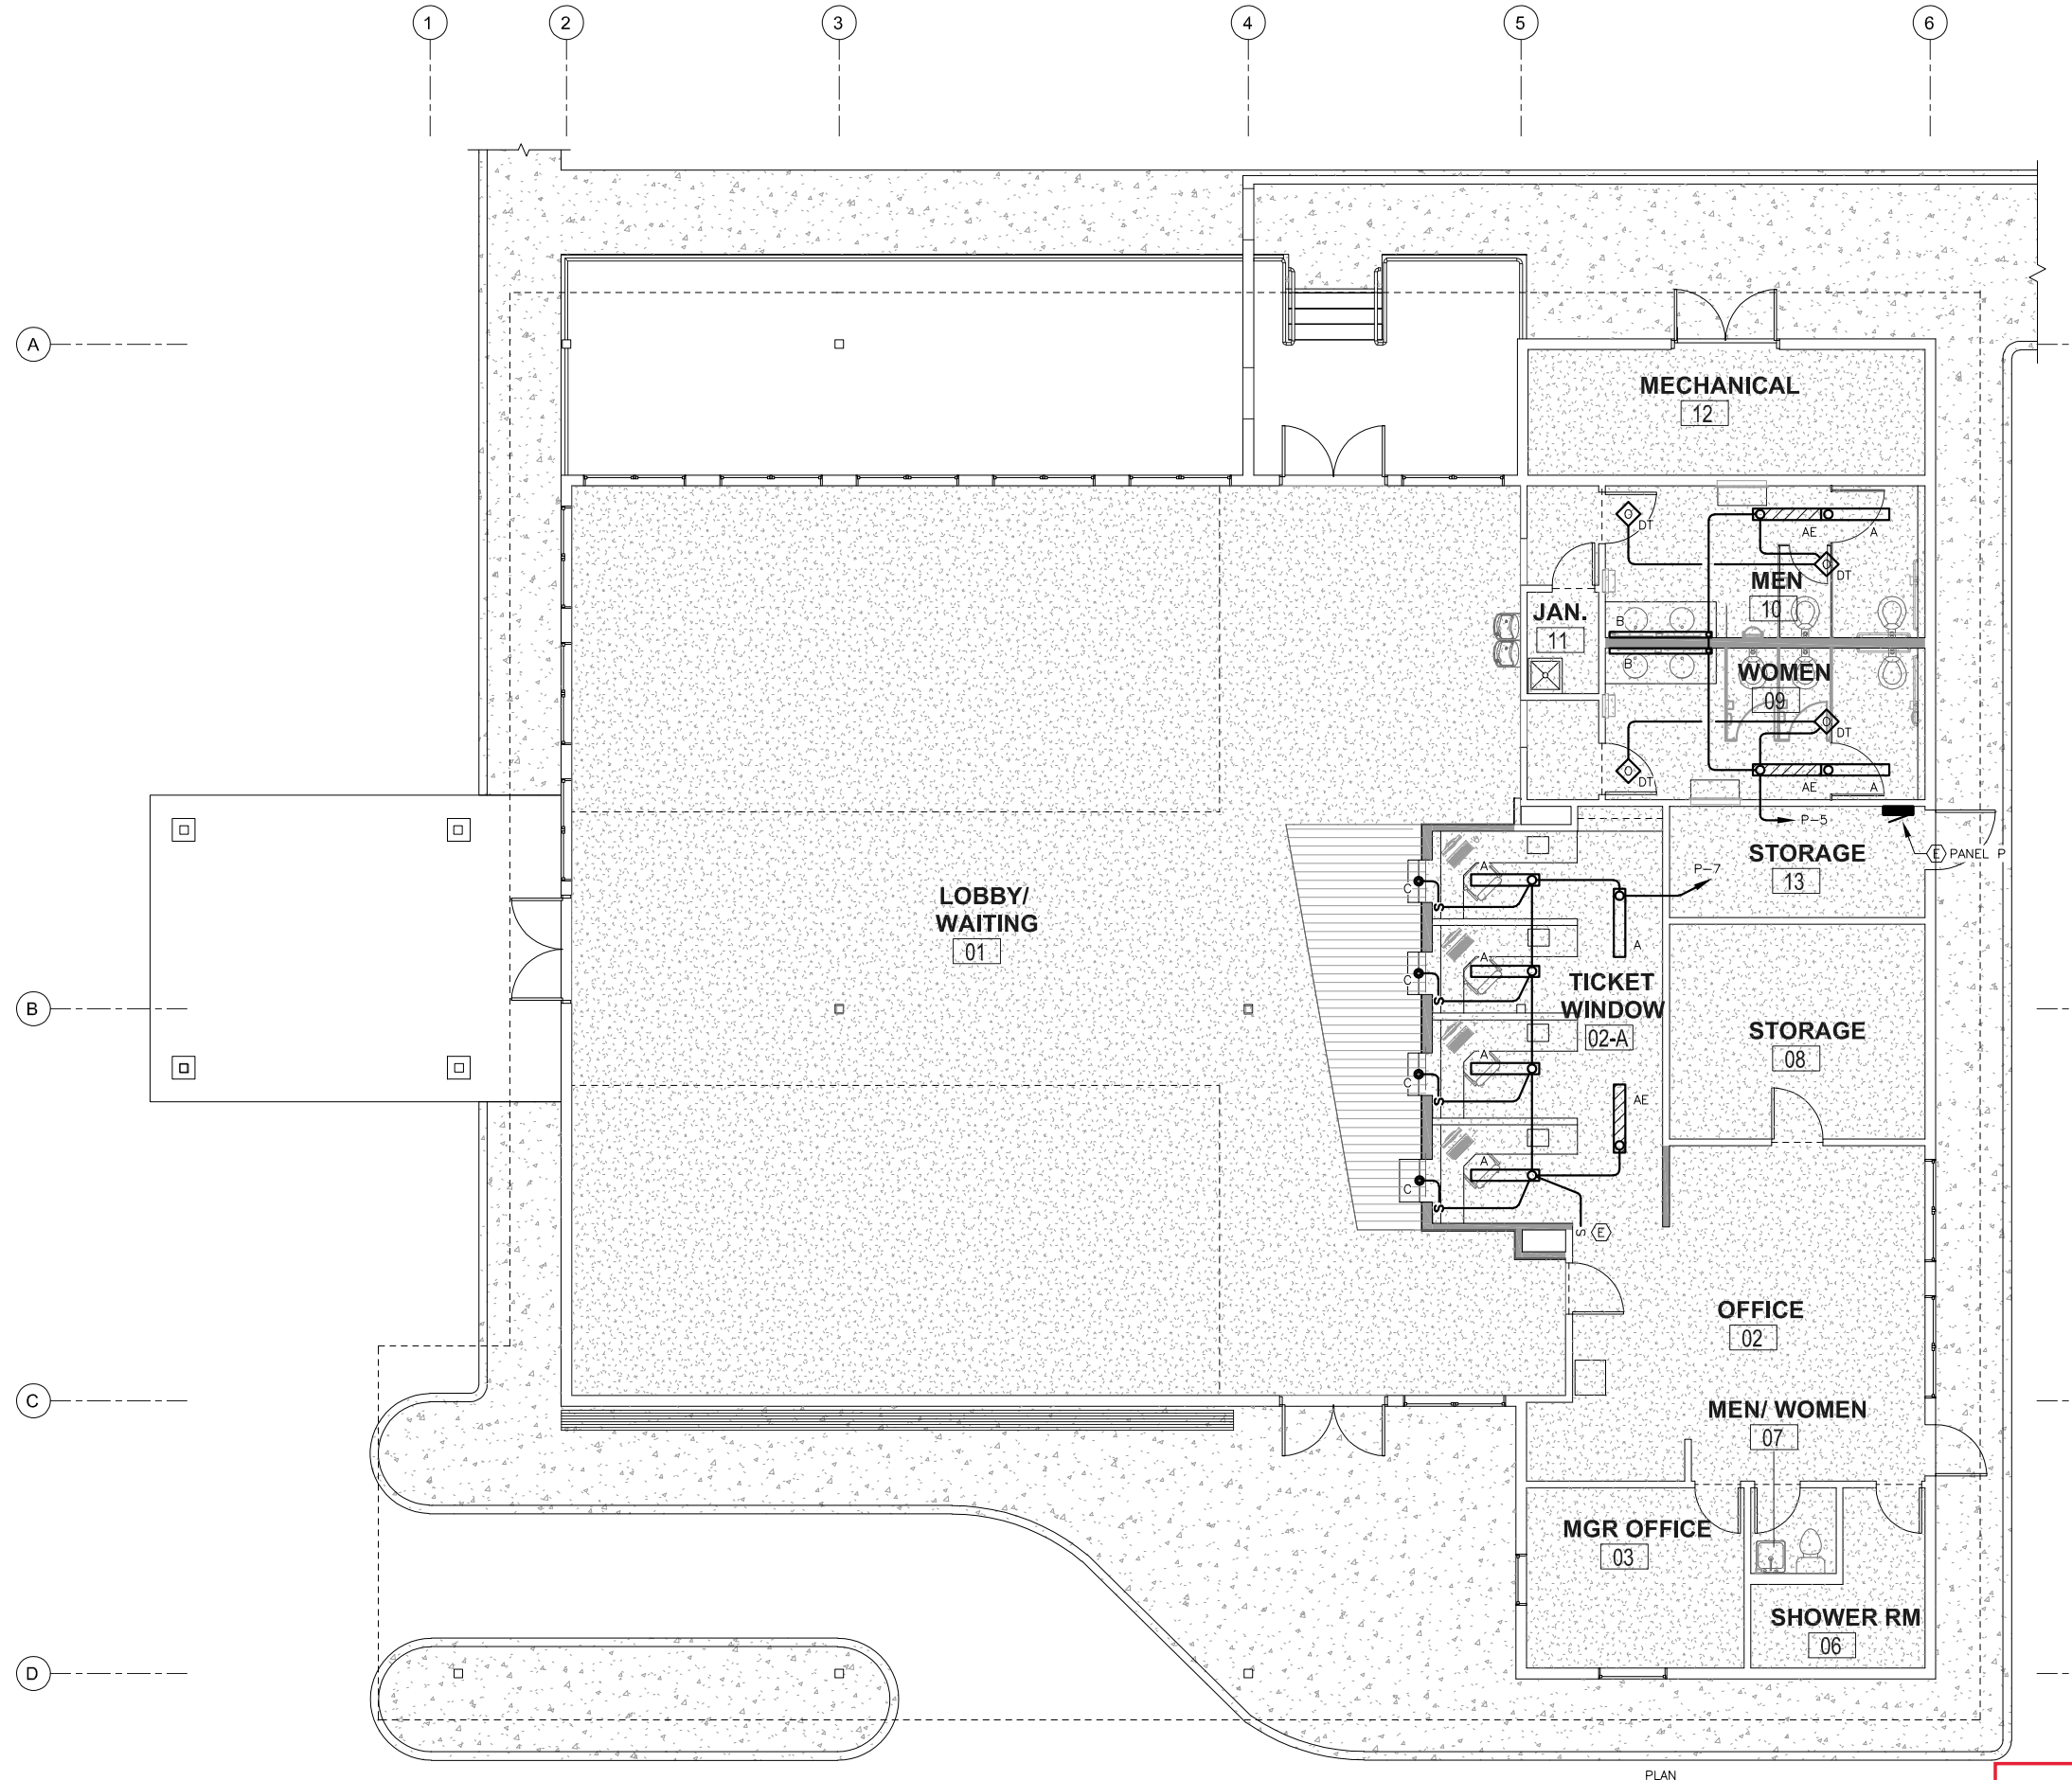 1
2
3
4
5
6
A
B
C
D
MECHANICAL
12
DT
AE
A
DT
MEN
10
B
JAN.
11
B
WOMEN
09
DT
DT
AE
A
P-5
E
PANEL P
STORAGE
13
P-7
A
C
S
A
LOBBY/
WAITING
01
A
C
S
TICKET
WINDOW
02-A
STORAGE
08
A
C
S
AE
A
C
S
S
E
OFFICE
02
MEN/ WOMEN
07
MGR OFFICE
03
SHOWER RM
06
PLAN